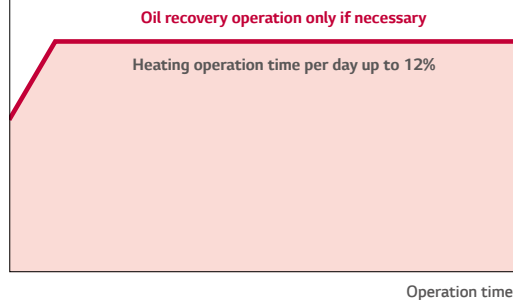 Oil recovery operation only if necessary
Heating operation time per day up to 12%
Operation time